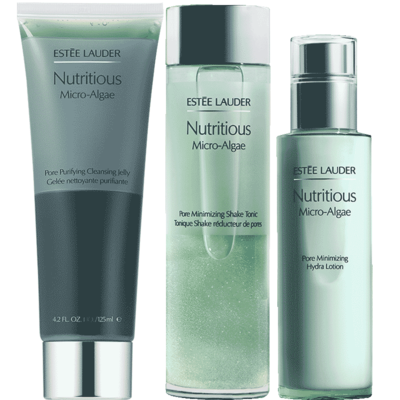 ESTĒE LAUDER
Nutritious
Micro-Algae
Pore Purifying Cleansing Jelly
Gelée nettoyante purifiante
4.2 FL. OZ. 125ml e
ESTĒE LAUDER
Nutritious
Micro-Algae
Pore Minimizing Shake Tonic
Tonique Shake réducteur de pores
ESTĒE LAUDER
Nutritious
Micro-Algae
Pore Minimizing
Hydra Lotion